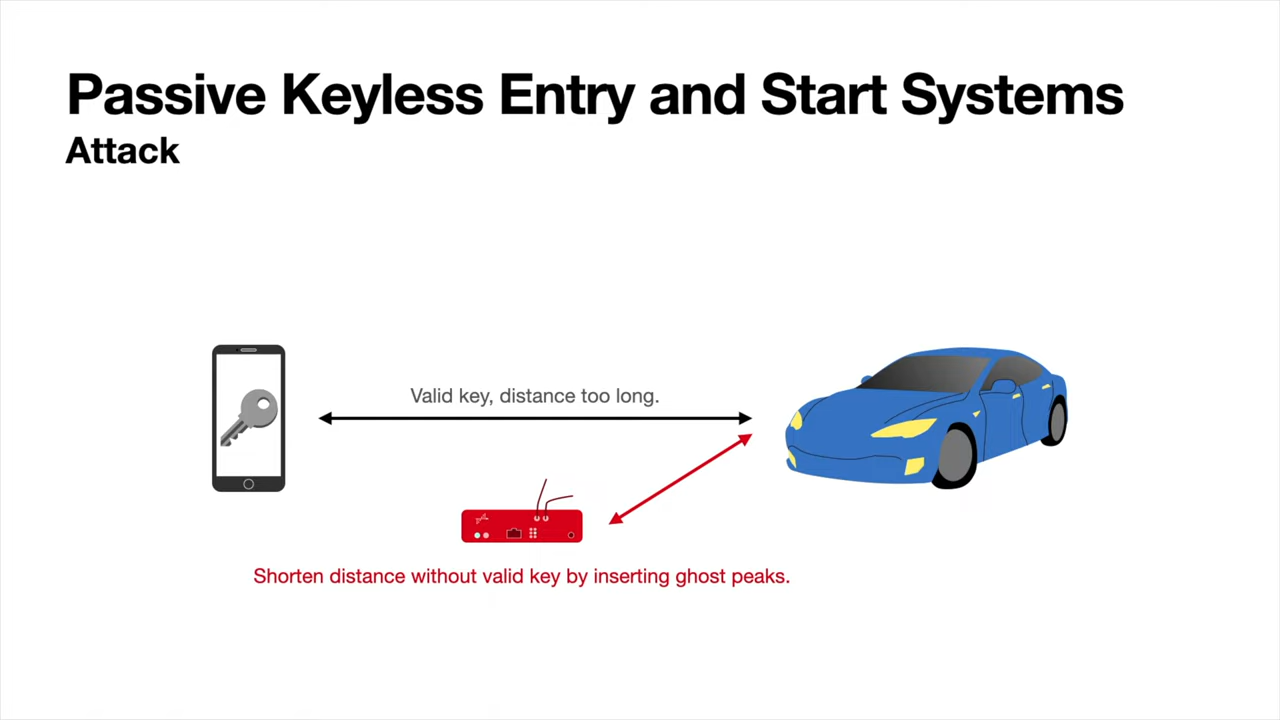 Passive Keyless Entry and Start Systems
Attack
Valid key, distance too long.
Shorten distance without valid key by inserting ghost peaks.